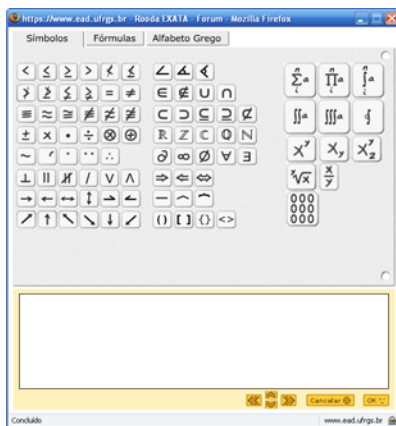 https://www.ead.ufrgs.br - Rooda EXATA - Forum - Mozilla Firefox
Símbolos Fórmulas Alfabeto Grego
< ≤ ≥ > ≮ ≰ ∠ ∡ ∢
≯ ≱ ≨ ≩ = ≠ ∈ ∉ ∪ ∩
≡ ≈ ≅ ≢ ≉ ≇ ⊂ ⊃ ⊆ ⊇ ⊄
± × • ÷ ⊗ ⊕ ℝ ℤ ℂ ℚ ℕ
~ ′ · ·· ∴ ∂ ∞ Ø ∀ ∃
⊥ || ∦ / ∨ ∧ ⇒ ⇐ ⇔
→ ← ↔ ↕ ⇀ ↼ — ⌒
↗ ↑ ↖ ↘ ↓ ↙ () [] {} <>
Cancelar OK
Concluído www.ead.ufrgs.br